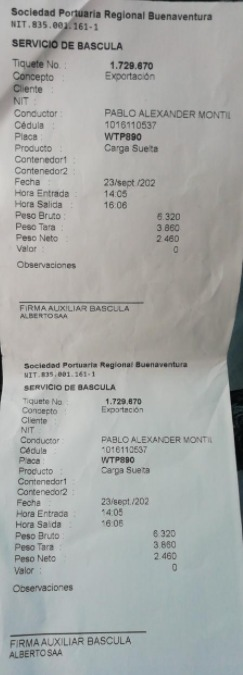 Sociedad Portuaria Regional Buenaventura
NIT.835.001.161-1
SERVICIO DE BASCULA
Tiquete No. : 1.729.670
Concepto : Exportación
Cliente :
NIT :
Conductor : PABLO ALEXANDER MONTIL
Cédula : 1016110537
Placa : WTP890
Producto : Carga Suelta
Contenedor1 :
Contenedor2 :
Fecha : 23/sept./202
Hora Entrada : 14:05
Hora Salida : 16:06
Peso Bruto : 6.320
Peso Tara : 3.860
Peso Neto : 2.460
Valor : 0
Observaciones
FIRMA AUXILIAR BASCULA
ALBERTO SAA
Sociedad Portuaria Regional Buenaventura
NIT.835.001.161-1
SERVICIO DE BASCULA
Tiquete No. : 1.729.670
Concepto : Exportación
Cliente :
NIT :
Conductor : PABLO ALEXANDER MONTIL
Cédula : 1016110537
Placa : WTP890
Producto : Carga Suelta
Contenedor1 :
Contenedor2 :
Fecha : 23/sept./202
Hora Entrada : 14:05
Hora Salida : 16:06
Peso Bruto : 6.320
Peso Tara : 3.860
Peso Neto : 2.460
Valor : 0
Observaciones
FIRMA AUXILIAR BASCULA
ALBERTO SAA